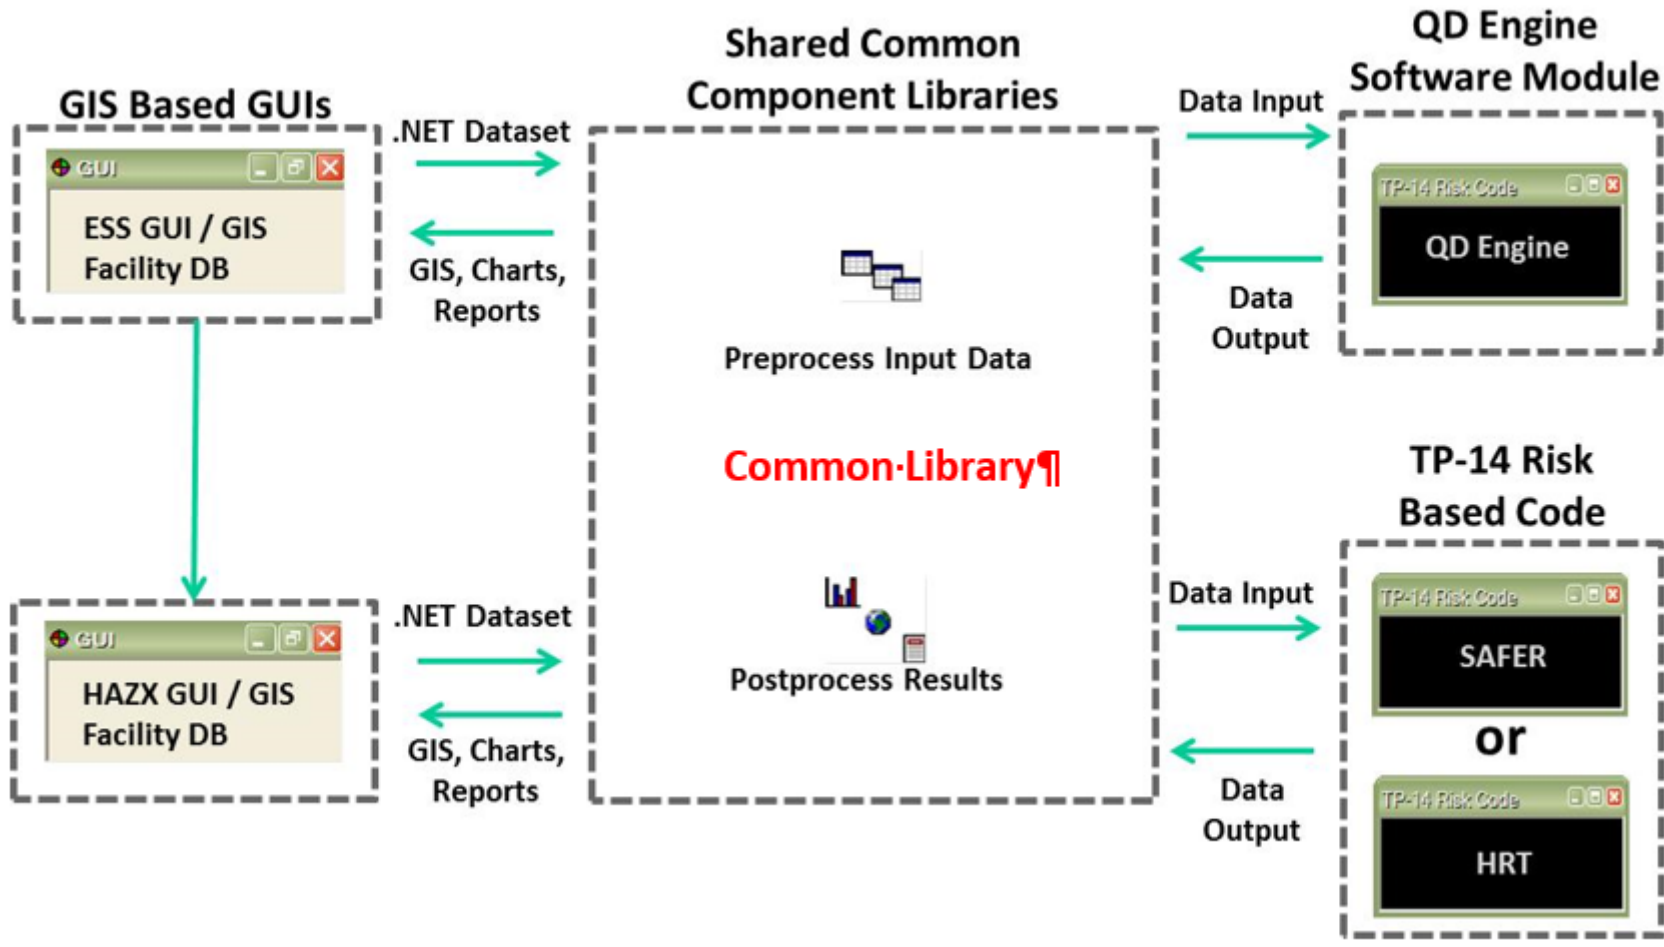 GIS Based GUIs
GUI
ESS GUI / GIS
Facility DB
.NET Dataset
GIS, Charts,
Reports
GUI
HAZX GUI / GIS
Facility DB
.NET Dataset
GIS, Charts,
Reports
Shared Common
Component Libraries
Preprocess Input Data
Common·Library¶
Postprocess Results
Data Input
Data
Output
QD Engine
Software Module
TP-14 Risk Code
QD Engine
Data Input
Data
Output
TP-14 Risk
Based Code
TP-14 Risk Code
SAFER
or
TP-14 Risk Code
HRT